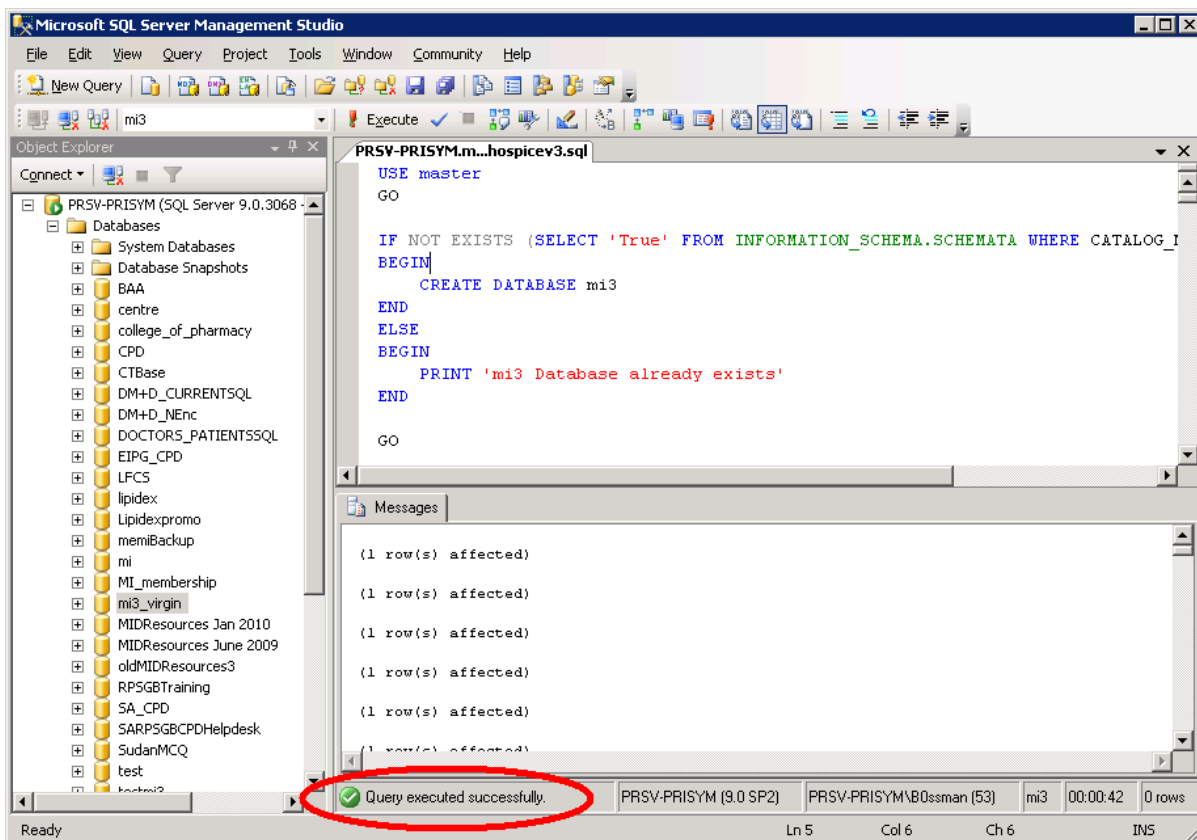 Microsoft SQL Server Management Studio
File Edit View Query Project Tools Window Community Help
New Query
mi3 Execute
Object Explorer
Connect
PRSV-PRISYM (SQL Server 9.0.3068 -
Databases
System Databases
Database Snapshots
BAA
centre
college_of_pharmacy
CPD
CTBase
DM+D_CURRENTSQL
DM+D_NEnc
DOCTORS_PATIENTSSQL
EIPG_CPD
LFCS
lipidex
Lipidexpromo
memiBackup
mi
MI_membership
mi3_virgin
MIDResources Jan 2010
MIDResources June 2009
oldMIDResources3
RPSGBTraining
SA_CPD
SARPSGBCPDHelpdesk
SudanMCQ
test
testmi3
PRSV-PRISYM.m...hospicev3.sql
USE master
GO
IF NOT EXISTS (SELECT 'True' FROM INFORMATION_SCHEMA.SCHEMATA WHERE CATALOG_N
BEGIN
CREATE DATABASE mi3
END
ELSE
BEGIN
PRINT 'mi3 Database already exists'
END
GO
Messages
(1 row(s) affected)
(1 row(s) affected)
(1 row(s) affected)
(1 row(s) affected)
(1 row(s) affected)
(1 row(s) affected)
Query executed successfully. PRSV-PRISYM (9.0 SP2) PRSV-PRISYM\B0ssman (53) mi3 00:00:42 0 rows
Ready Ln 5 Col 6 Ch 6 INS